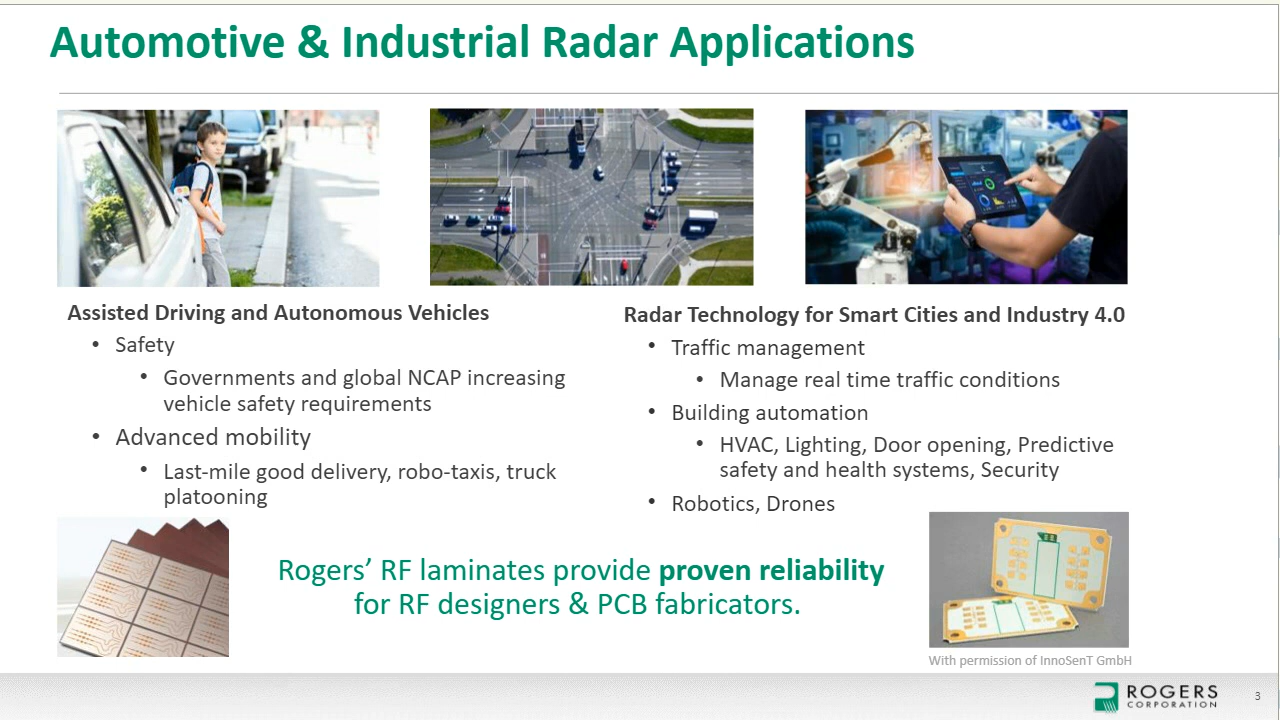 Automotive & Industrial Radar Applications
Assisted Driving and Autonomous Vehicles
• Safety
• Governments and global NCAP increasing
vehicle safety requirements
• Advanced mobility
• Last-mile good delivery, robo-taxis, truck
platooning
Radar Technology for Smart Cities and Industry 4.0
• Traffic management
• Manage real time traffic conditions
• Building automation
• HVAC, Lighting, Door opening, Predictive
safety and health systems, Security
• Robotics, Drones
Rogers’ RF laminates provide proven reliability
for RF designers & PCB fabricators.
With permission of InnoSenT GmbH
ROGERS
CORPORATION
3